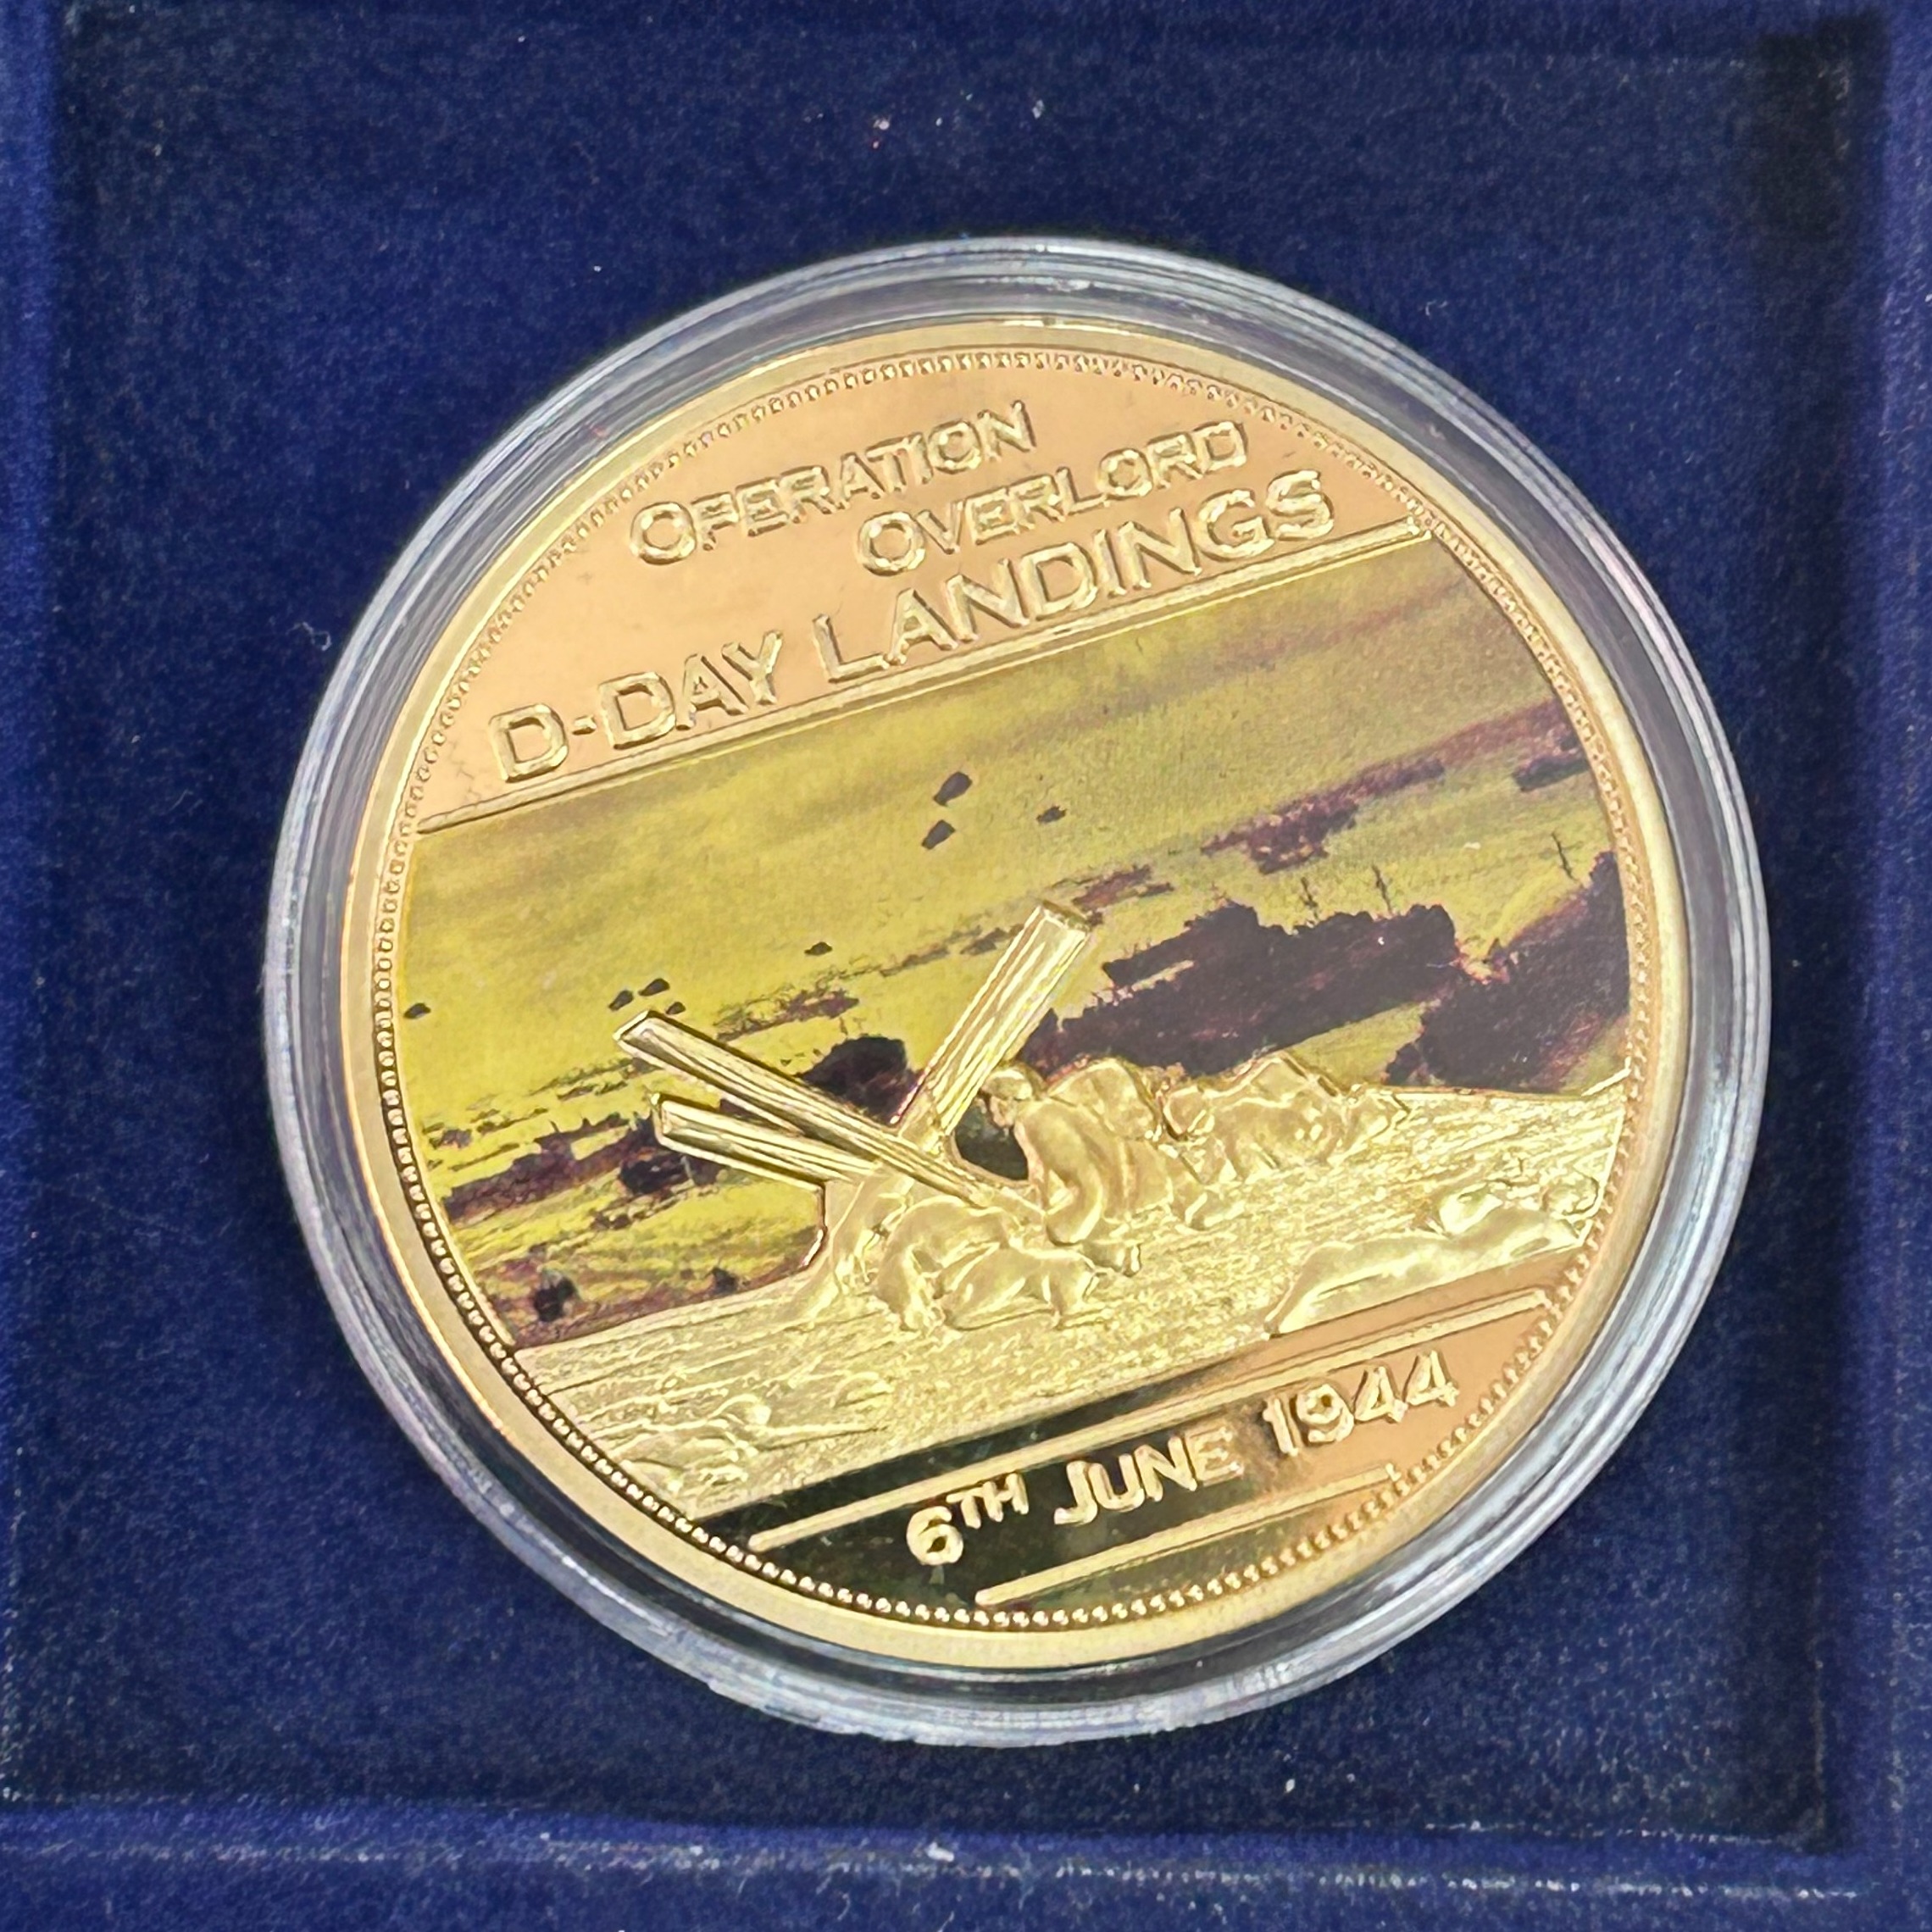 OPERATION
OVERLORD
D-DAY LANDINGS
6TH JUNE 1944